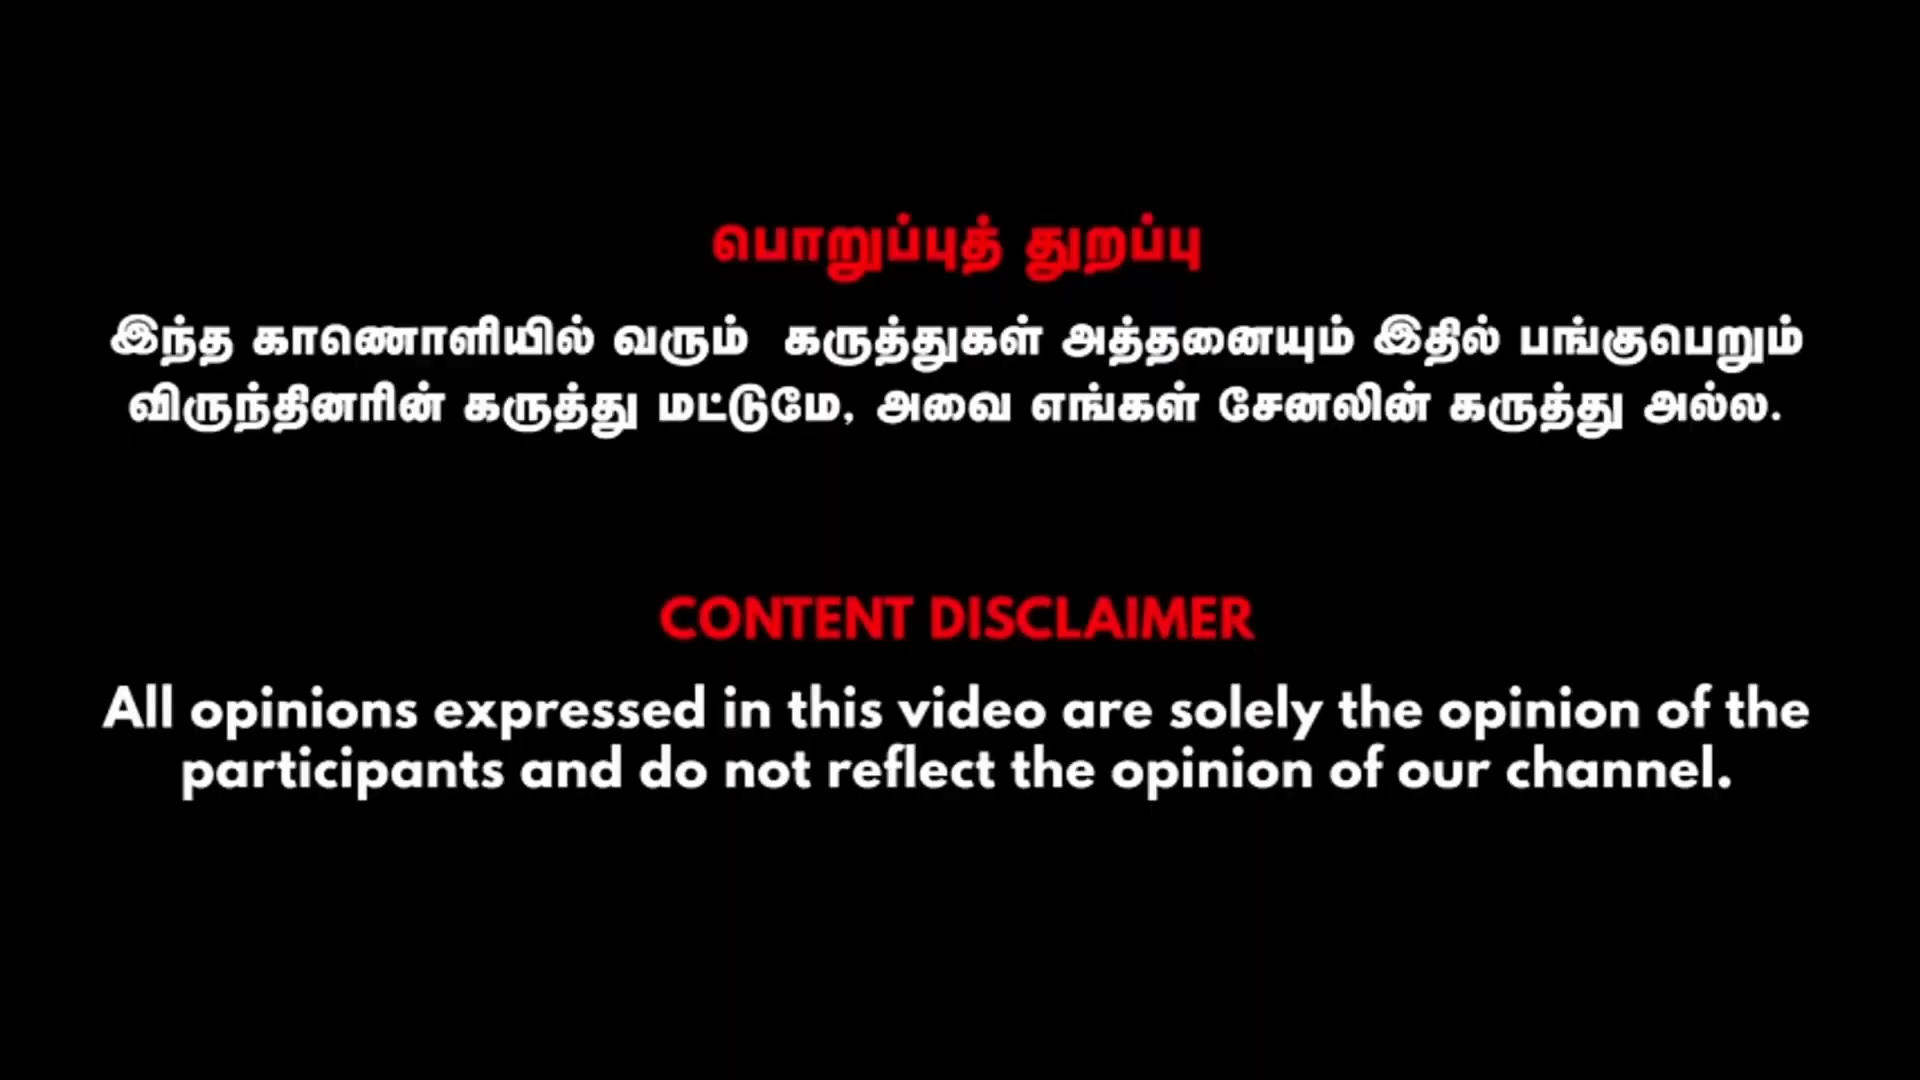 பொறுப்புத் துறப்பு
இந்த காணொளியில் வரும் கருத்துகள் அத்தனையும் இதில் பங்குபெறும்
விருந்தினரின் கருத்து மட்டுமே, அவை எங்கள் சேனலின் கருத்து அல்ல.
CONTENT DISCLAIMER
All opinions expressed in this video are solely the opinion of the
participants and do not reflect the opinion of our channel.